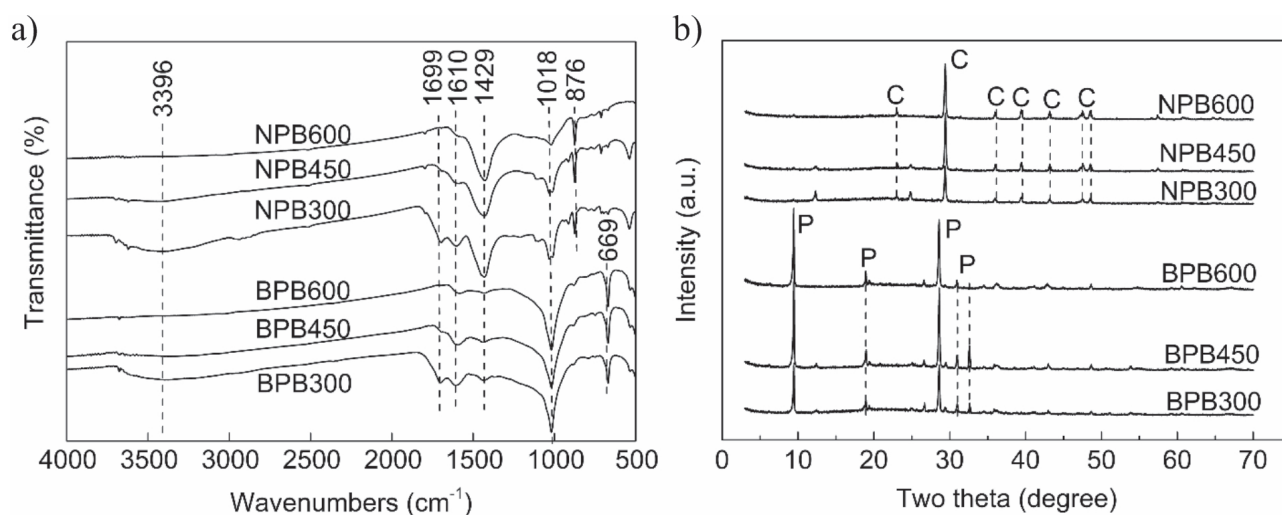 a)
3396
1699
1610
1429
1018
876
669
NPB600
NPB450
NPB300
BPB600
BPB450
BPB300
Transmittance (%)
4000 3500 3000 2500 2000 1500 1000 500
Wavenumbers (cm⁻¹)
b)
C
C C C C C
NPB600
NPB450
NPB300
P P
P P
BPB600
BPB450
BPB300
Intensity (a.u.)
0 10 20 30 40 50 60 70
Two theta (degree)